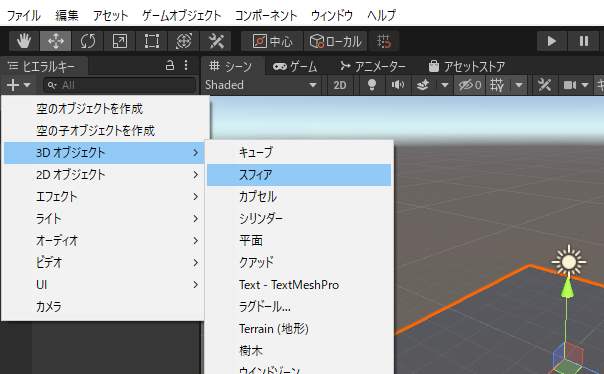 ファイル 編集 アセット ゲームオブジェクト コンポーネント ウィンドウ ヘルプ
中心 ローカル
ヒエラルキー シーン ゲーム アニメーター アセットストア
All Shaded 2D 0
空のオブジェクトを作成
空の子オブジェクトを作成
3D オブジェクト
2D オブジェクト
エフェクト
ライト
オーディオ
ビデオ
UI
カメラ
キューブ
スフィア
カプセル
シリンダー
平面
クアッド
Text - TextMeshPro
ラグドール...
Terrain (地形)
樹木
ウインドゾーン